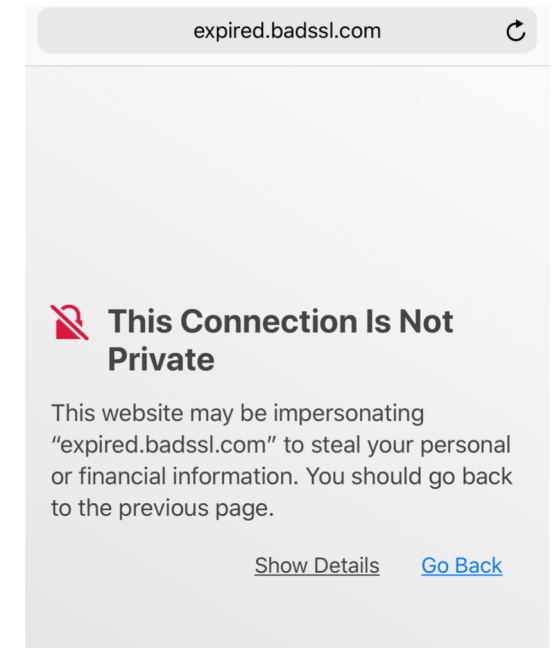 expired.badssl.com
This Connection Is Not
Private
This website may be impersonating
“expired.badssl.com” to steal your personal
or financial information. You should go back
to the previous page.
Show Details Go Back